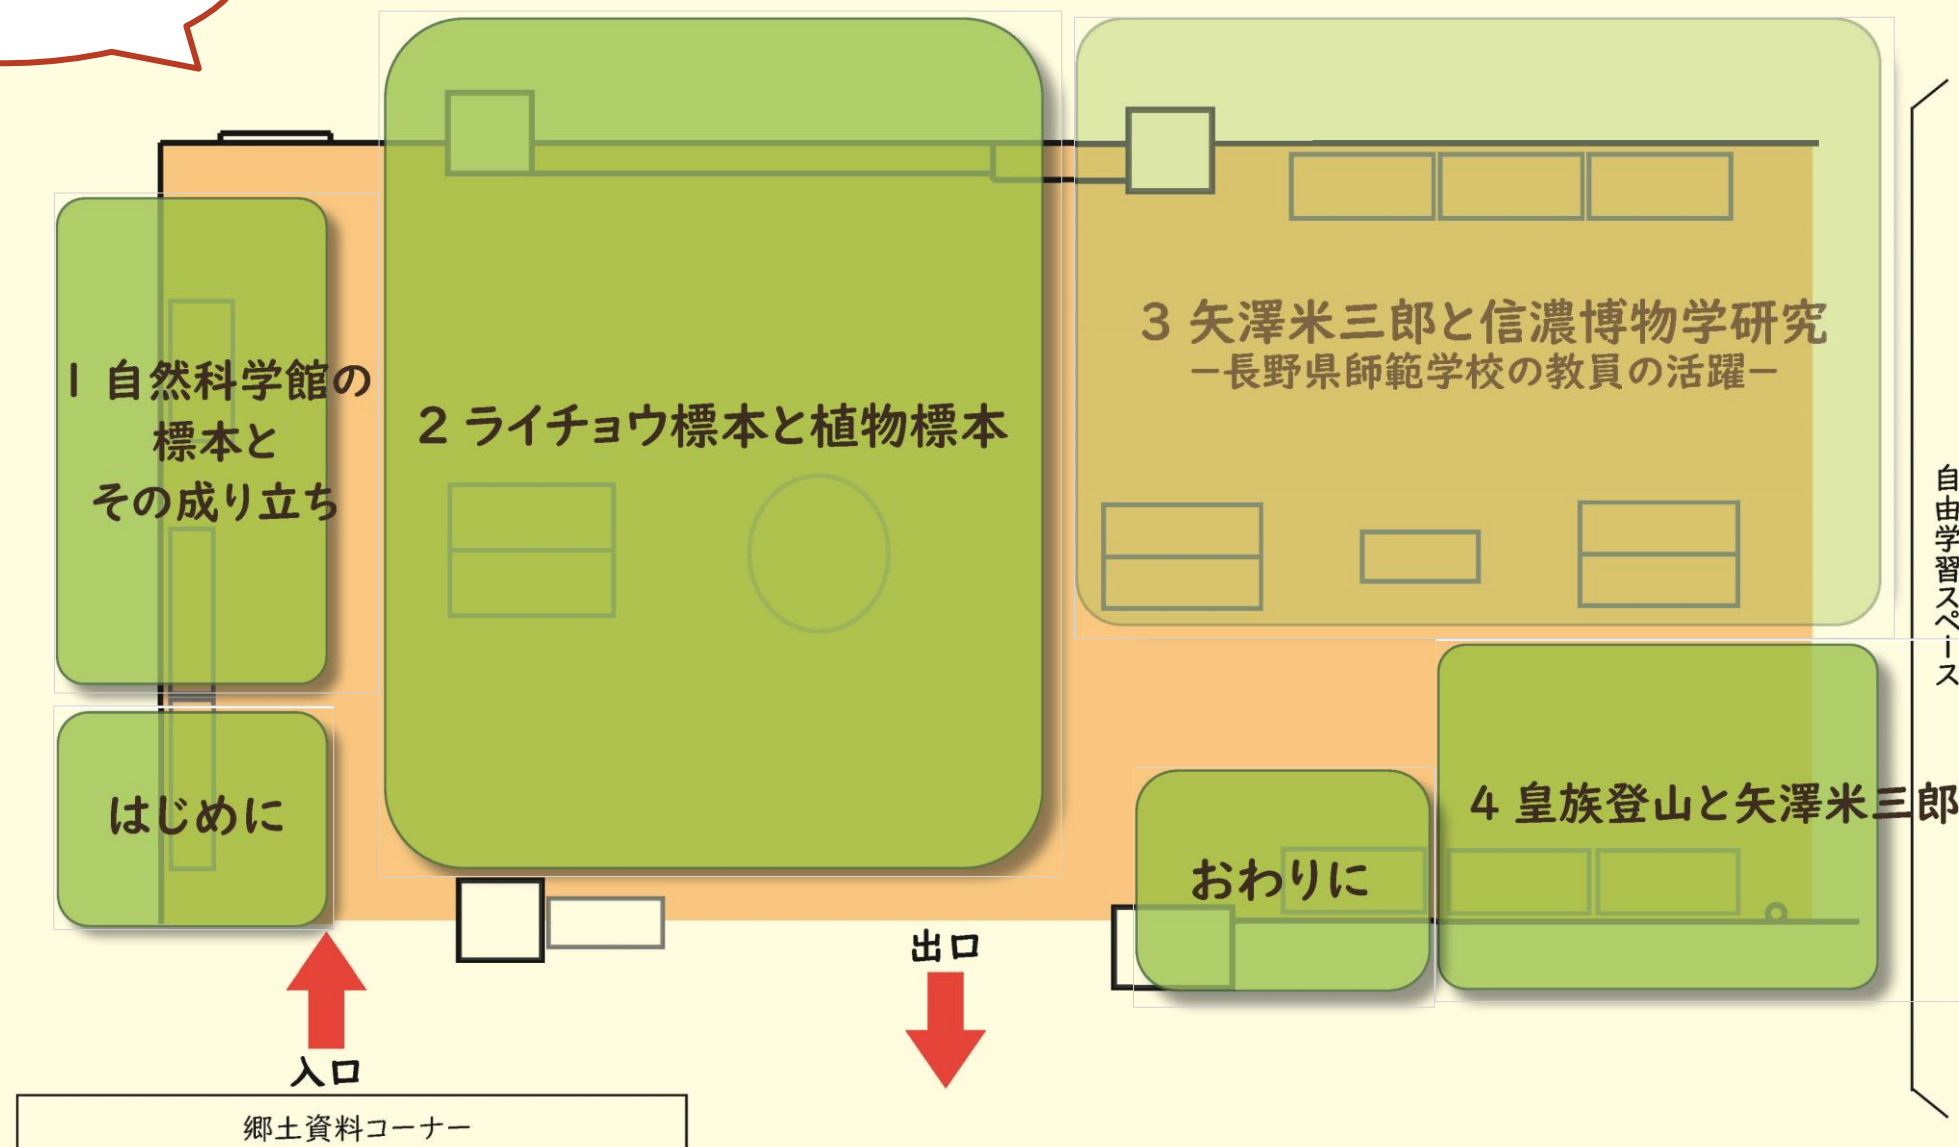 1 自然科学館の
標本と
その成り立ち
2 ライチョウ標本と植物標本
3 矢澤米三郎と信濃博物学研究
－長野県師範学校の教員の活躍－
自由学習スペース
はじめに
4 皇族登山と矢澤米三郎
おわりに
出口
入口
郷土資料コーナー